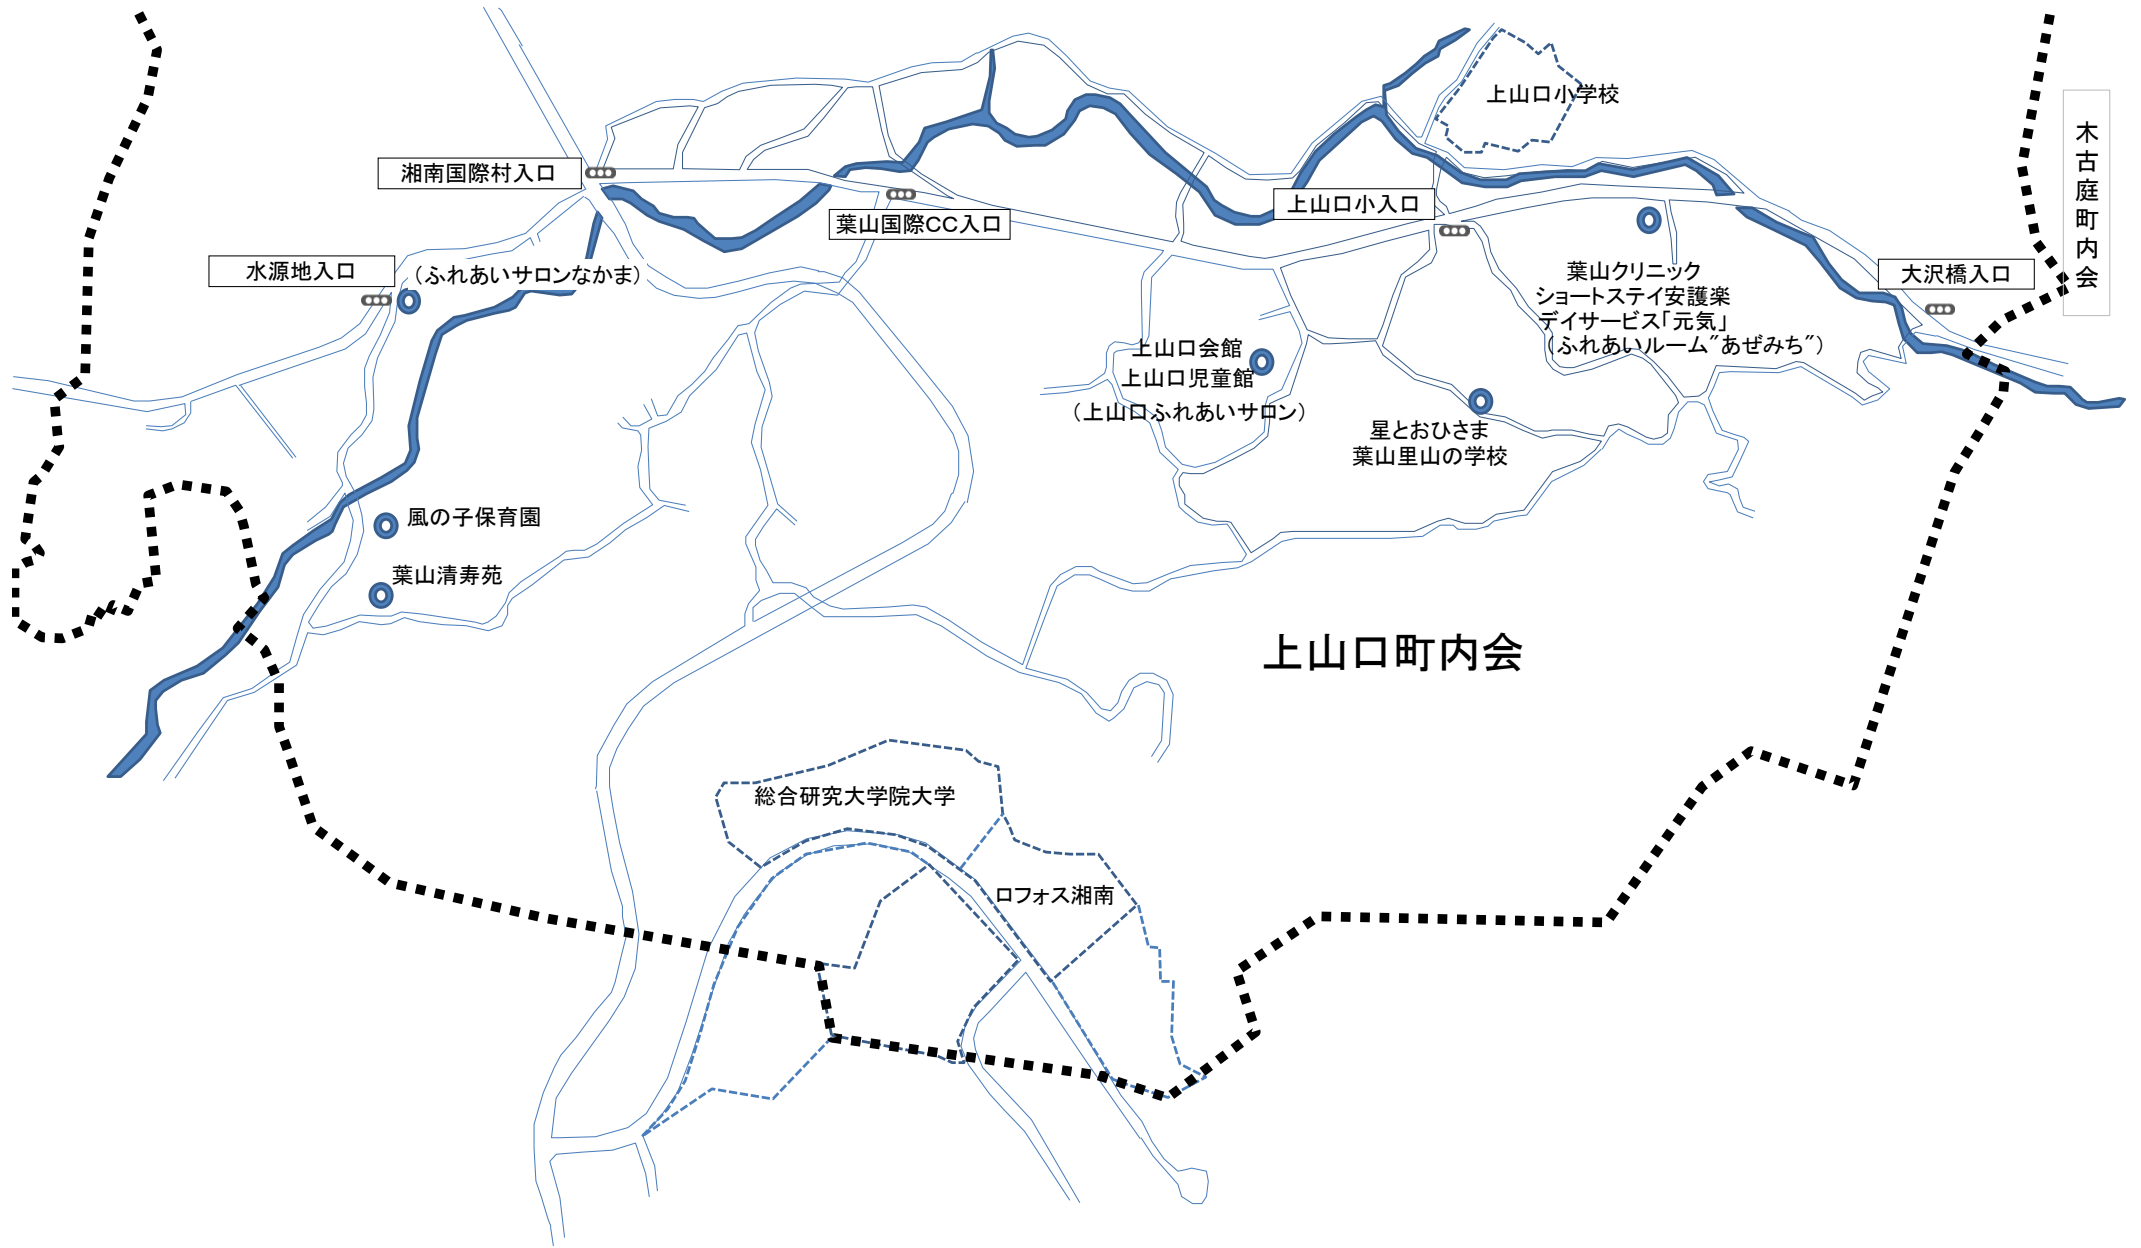 上山口小学校
木古庭町内会
湘南国際村入口
葉山国際CC入口
上山口小入口
水源地入口
（ふれあいサロンなかま）
大沢橋入口
葉山クリニック
ショートステイ安護楽
デイサービス「元気」
（ふれあいルーム"あぜみち"）
上山口会館
上山口児童館
（上山口ふれあいサロン）
星とおひさま
葉山里山の学校
風の子保育園
葉山清寿苑
上山口町内会
総合研究大学院大学
ロフォス湘南